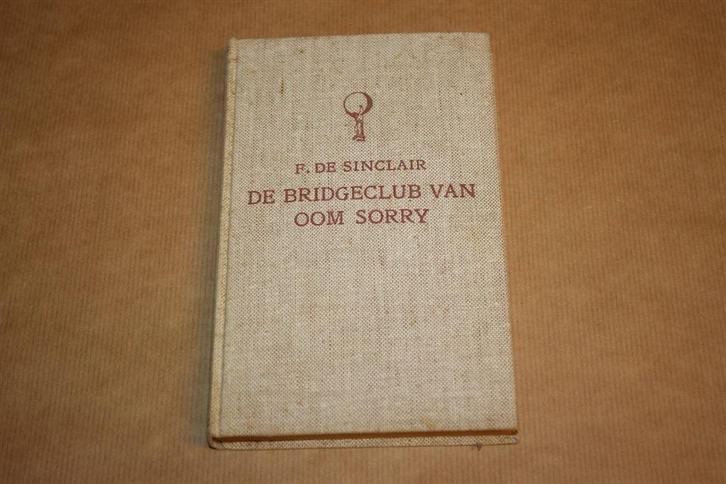 F. DE SINCLAIR
DE BRIDGECLUB VAN
OOM SORRY